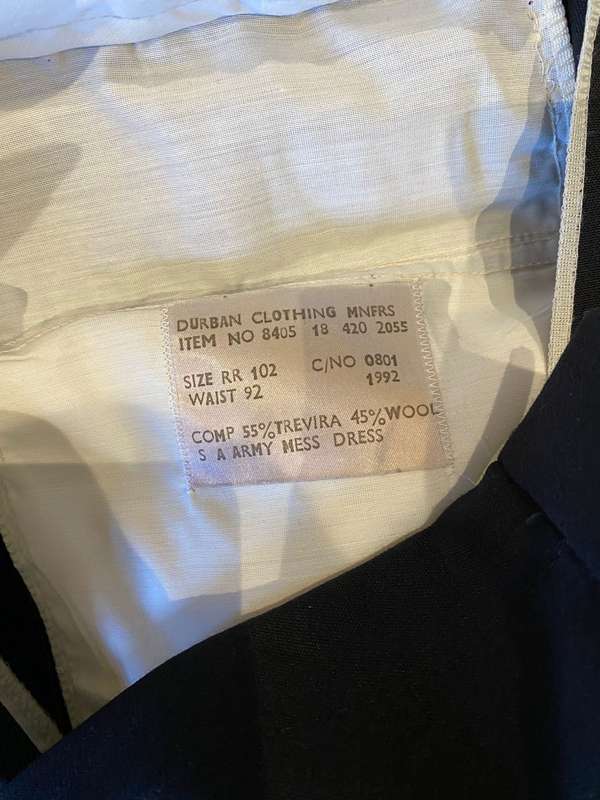 DURBAN CLOTHING MNFRS
ITEM NO 8405 18 420 2055
SIZE RR 102 C/NO 0801
WAIST 92 1992
COMP 55%TREVIRA 45%WOOL
S A ARMY MESS DRESS